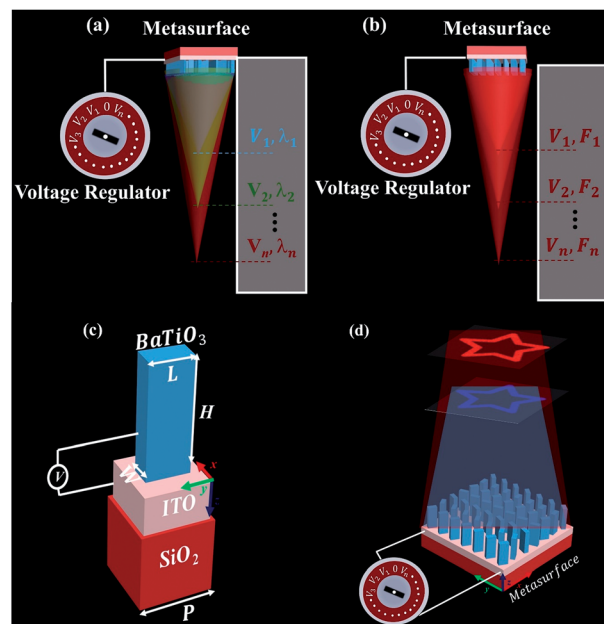 (a)
Metasurface
V₃ V₂ V₁ 0 Vₙ
Voltage Regulator
V₁, λ₁
V₂, λ₂
Vₙ, λₙ
(b)
Metasurface
V₃ V₂ V₁ 0 Vₙ
Voltage Regulator
V₁, F₁
V₂, F₂
Vₙ, Fₙ
(c)
BaTiO₃
L
H
V
W
x
y
z
ITO
SiO₂
P
(d)
V₃ V₂ V₁ 0 Vₙ
y
z
Metasurface